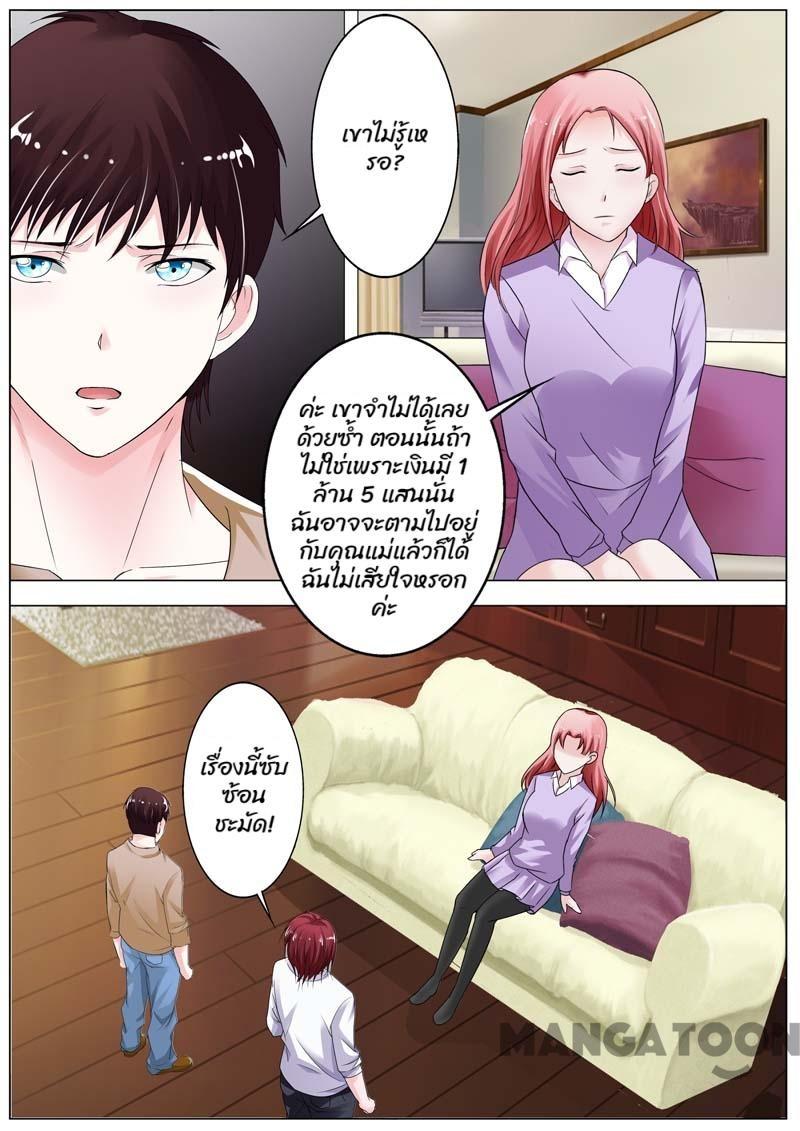 เขาไม่รู้เห
รอ?
ค่ะ เขาจำไม่ได้เลย
ด้วยซ้ำ ตอนนั้นถ้า
ไม่ใช่เพราะเงินมี 1
ล้าน 5 แสนนั่น
ฉันอาจจะตามไปอยู่
กับคุณแม่แล้วก็ได้
ฉันไม่เสียใจหรอก
ค่ะ
เรื่องนี้ซับ
ซ้อน
ชะมัด!
MANGATOON